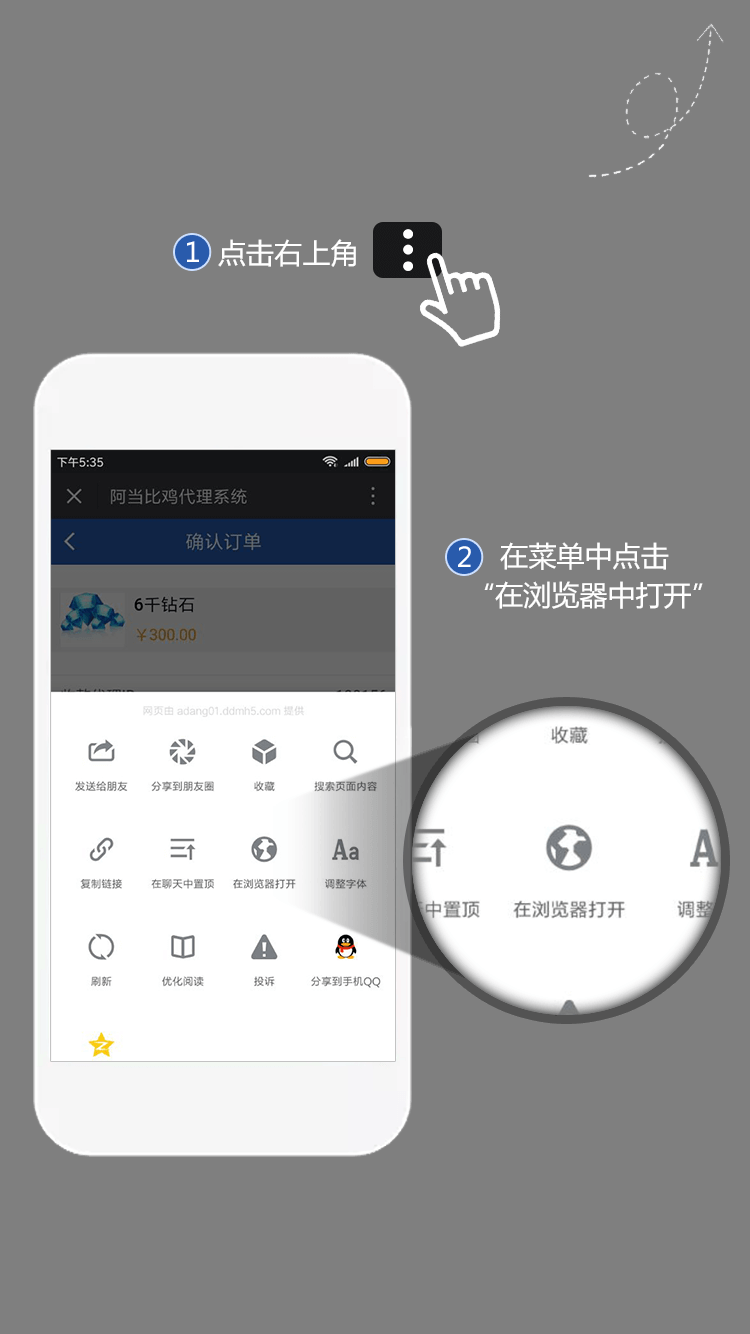 1 点击右上角
下午5:35
阿当比鸡代理系统
确认订单
6千钻石
￥300.00
2 在菜单中点击
“在浏览器中打开”
网页由 adang01.ddmh5.com 提供
发送给朋友 分享到朋友圈 收藏 搜索页面内容
复制链接 在聊天中置顶 在浏览器打开 调整字体
Aa
刷新 优化阅读 投诉 分享到手机QQ
收藏
中置顶 在浏览器打开 调整